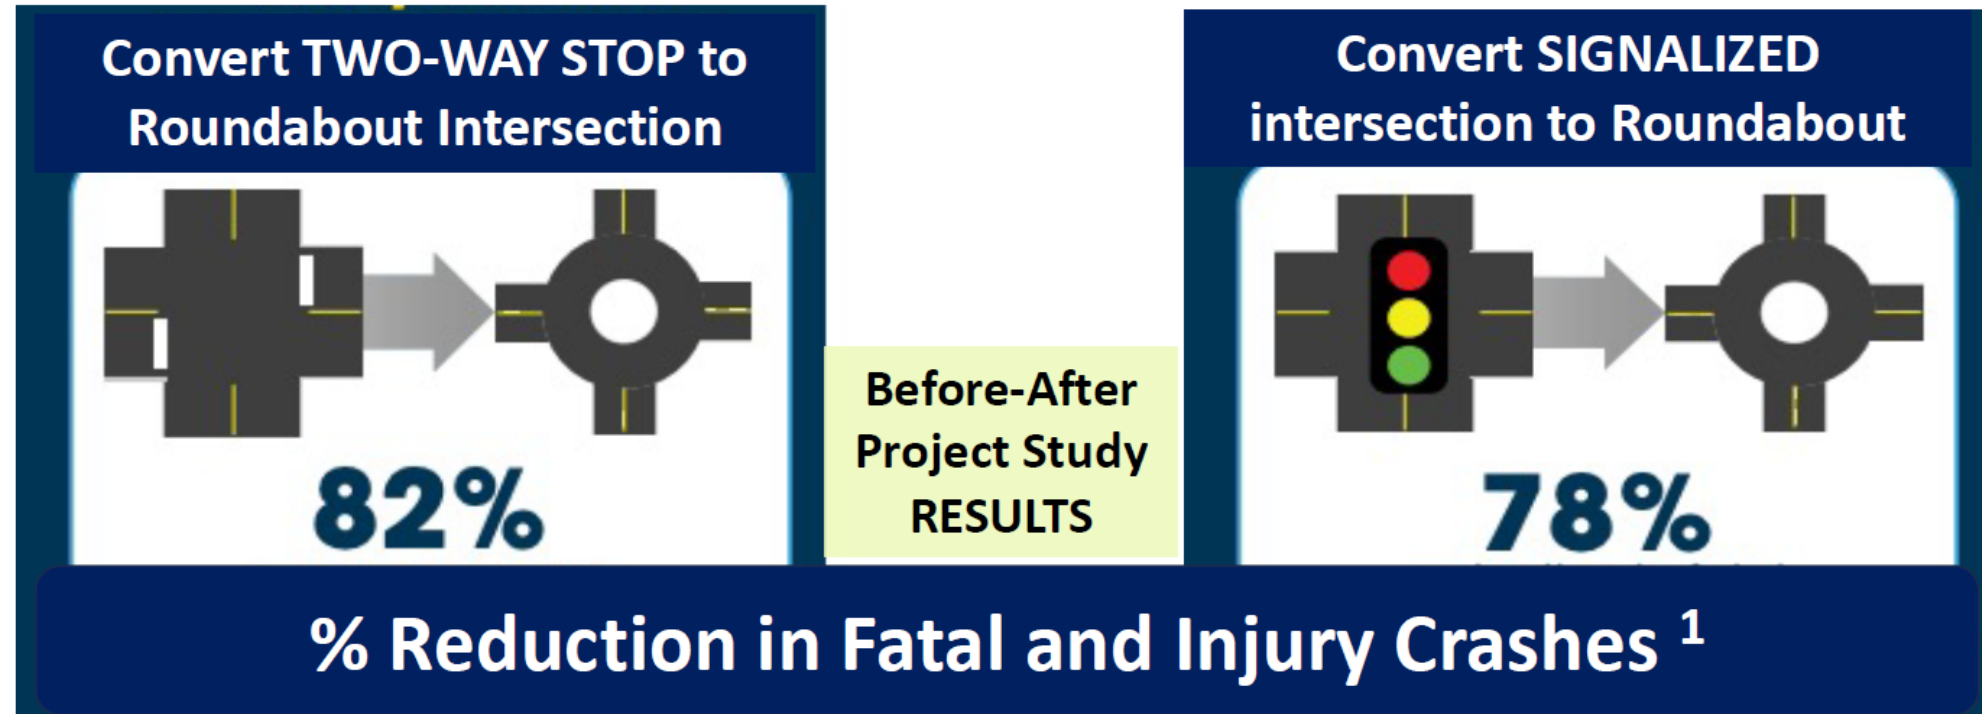 Convert TWO-WAY STOP to
Roundabout Intersection
82%
Before-After
Project Study
RESULTS
Convert SIGNALIZED
intersection to Roundabout
78%
% Reduction in Fatal and Injury Crashes 1